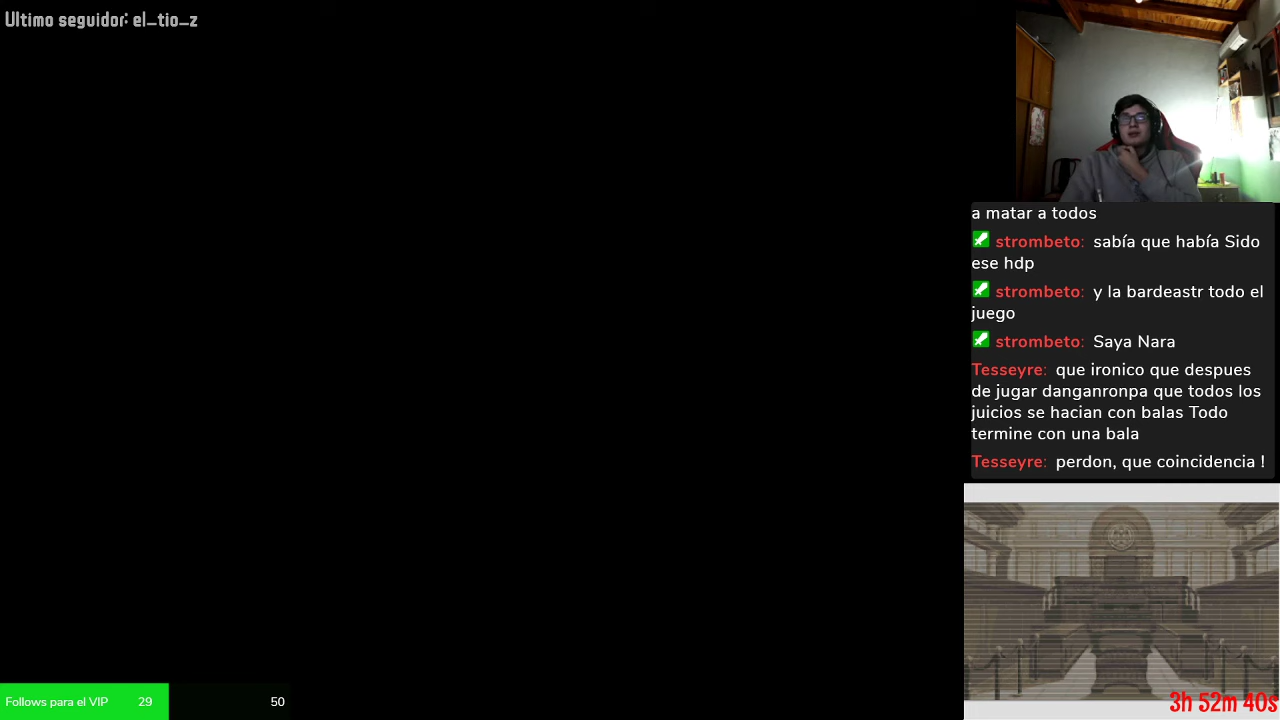 Ultimo seguidor: el_tio_z
a matar a todos
strombeto: sabía que había Sido
ese hdp
strombeto: y la bardeastr todo el
juego
strombeto: Saya Nara
Tesseyre: que ironico que despues
de jugar danganronpa que todos los
juicios se hacian con balas Todo
termine con una bala
Tesseyre: perdon, que coincidencia !
Follows para el VIP 29 50
3h 52m 40s